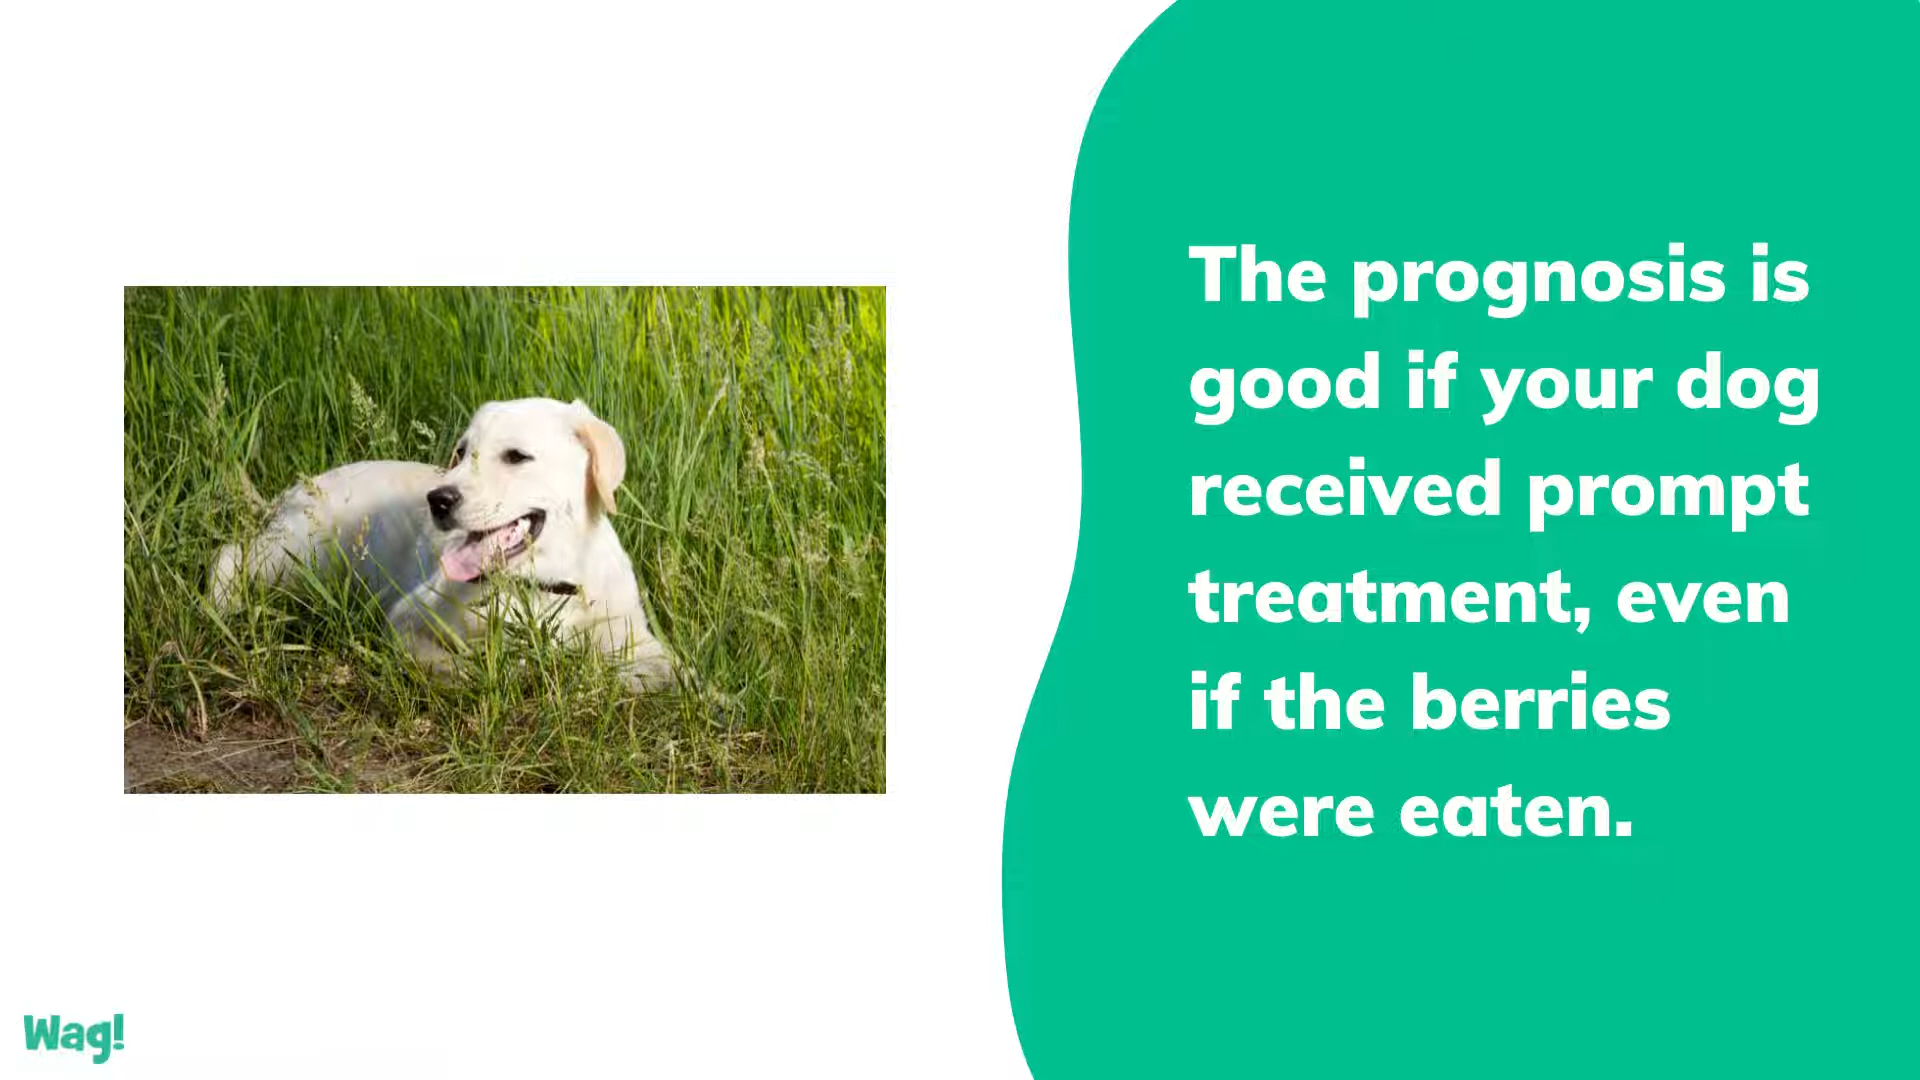 The prognosis is
good if your dog
received prompt
treatment, even
if the berries
were eaten.
Wag!